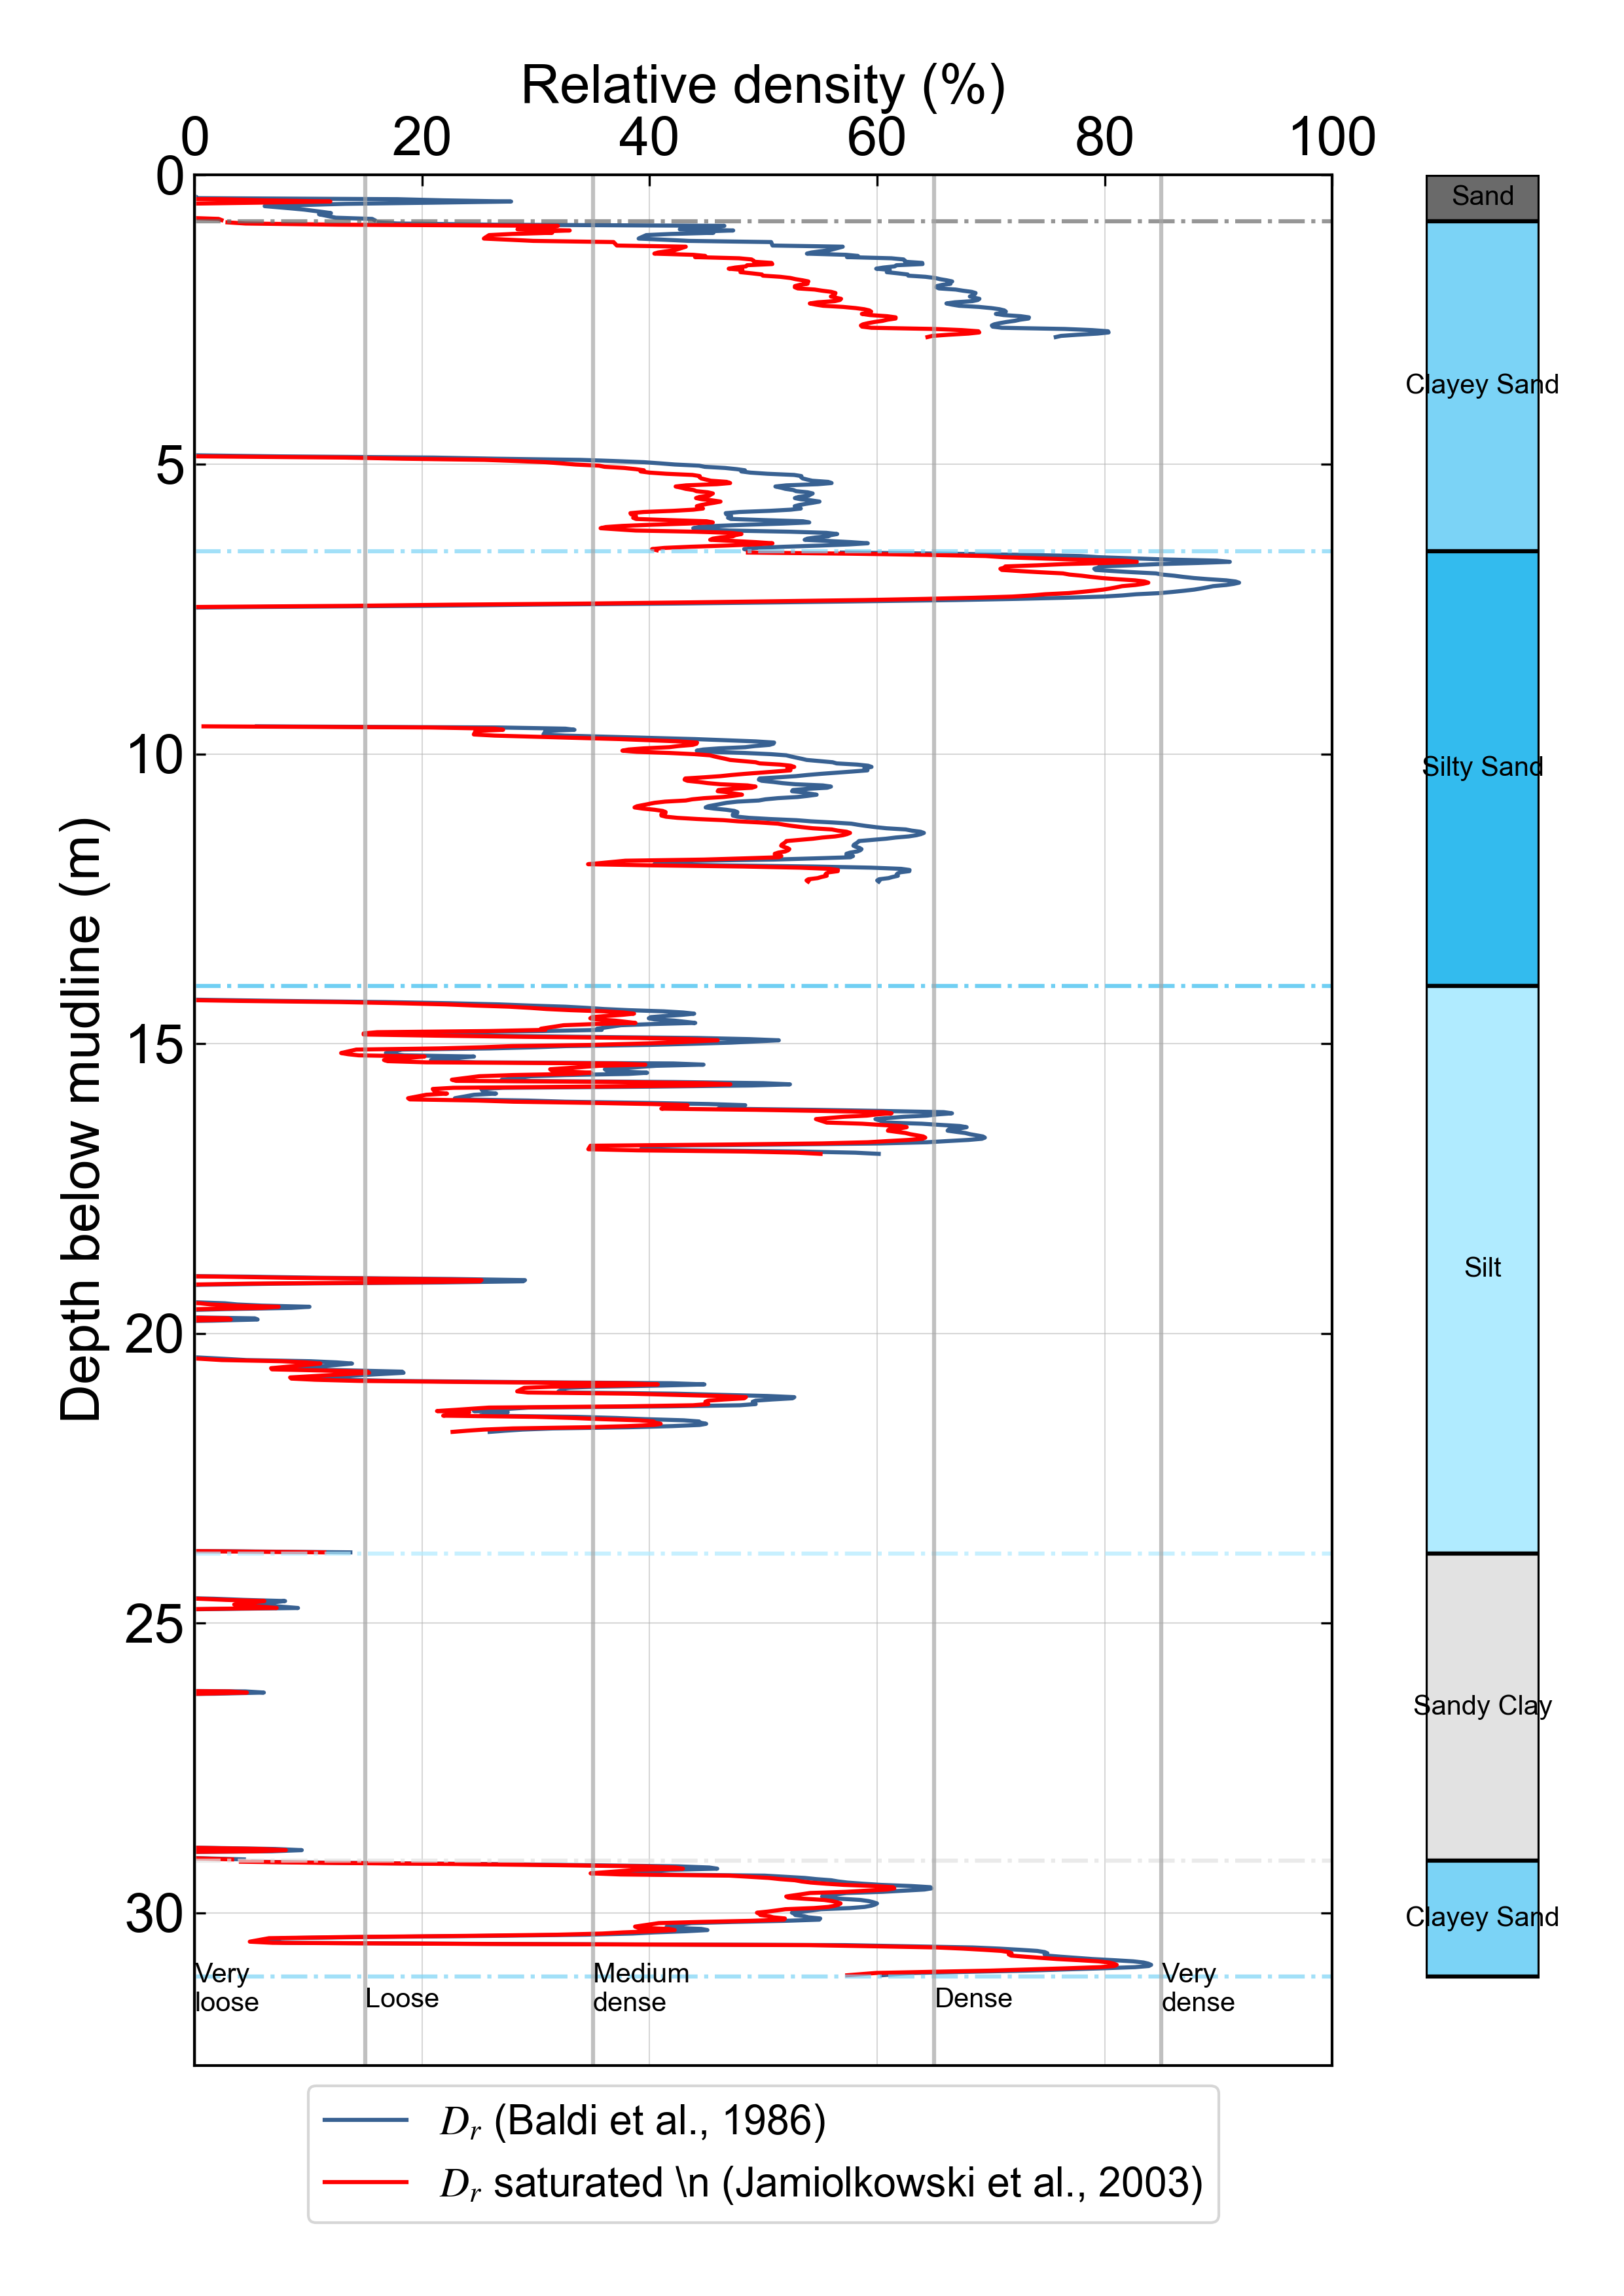 Relative density (%)
0 20 40 60 80 100
0
5
10
15
20
25
30
Depth below mudline (m)
Sand
Clayey Sand
Silty Sand
Silt
Sandy Clay
Clayey Sand
Very
loose
Loose
Medium
dense
Dense
Very
dense
Dr (Baldi et al., 1986)
Dr saturated \n (Jamiolkowski et al., 2003)